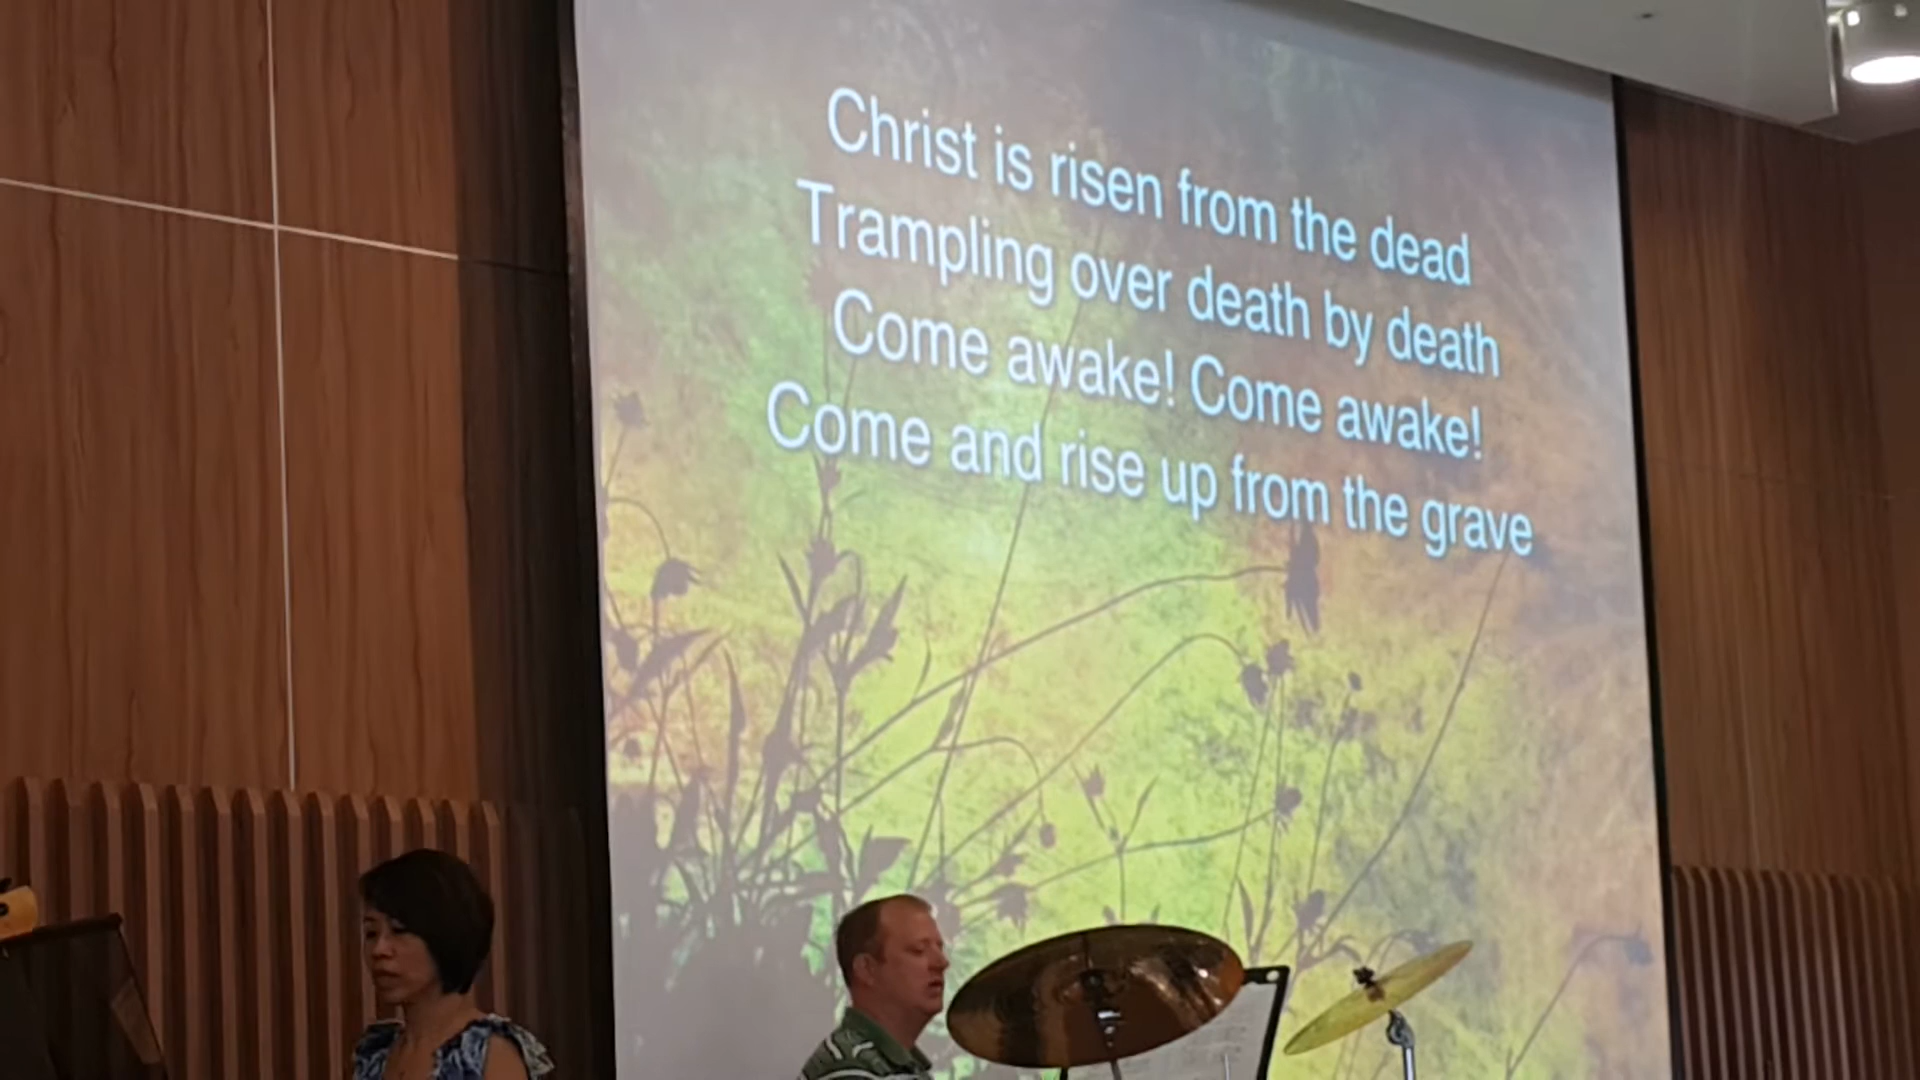 Christ is risen from the dead
Trampling over death by death
Come awake! Come awake!
Come and rise up from the grave